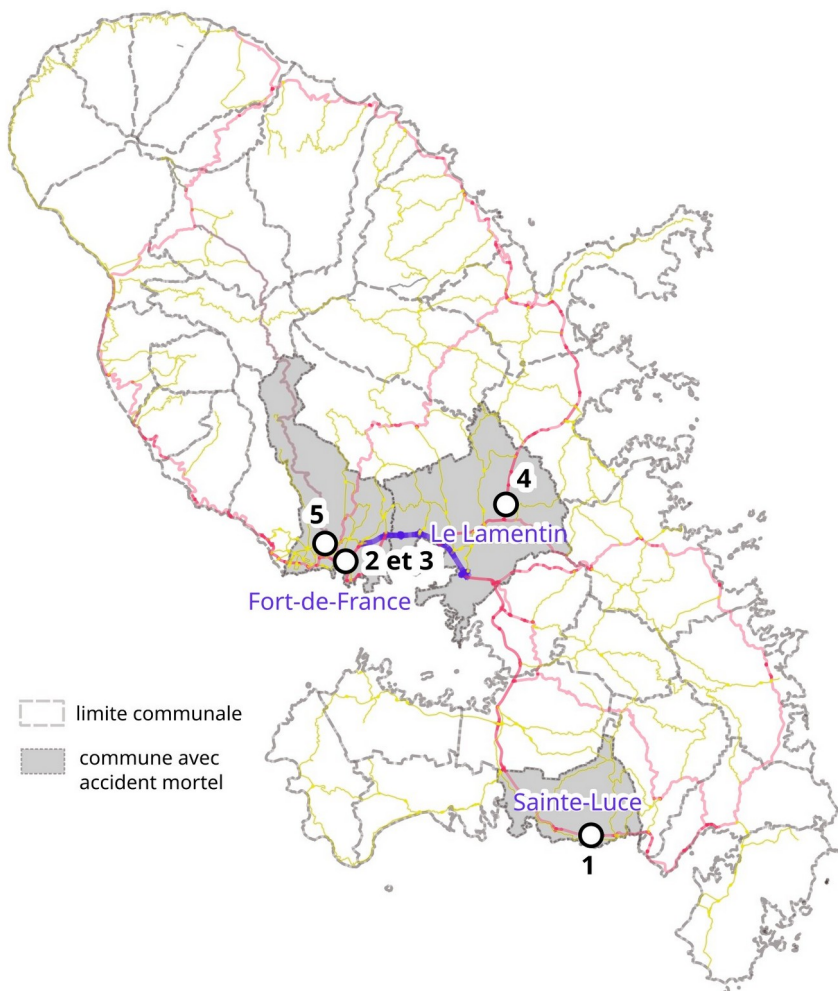 4
Le Lamentin
5
2 et 3
Fort-de-France
limite communale
commune avec
accident mortel
Sainte-Luce
1